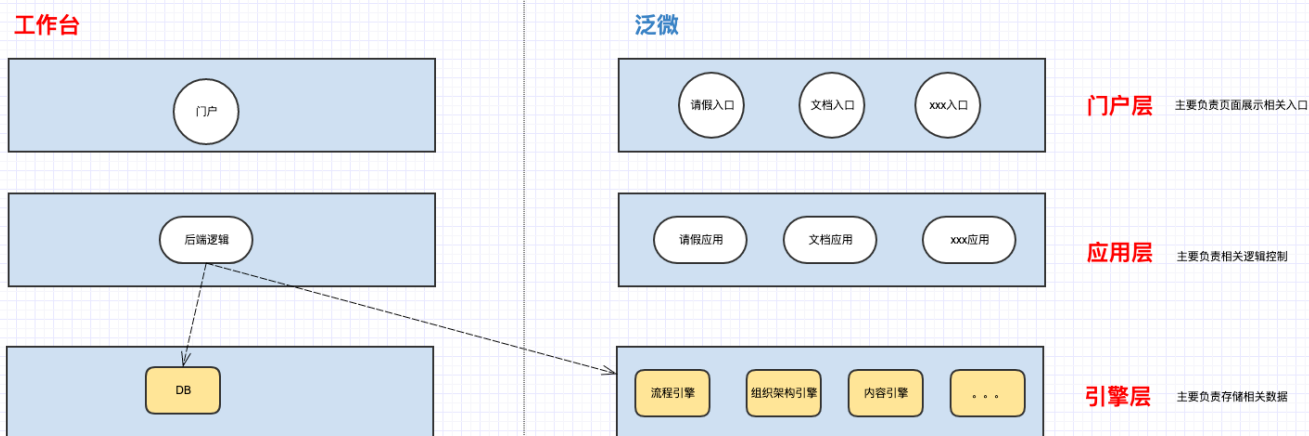 工作台
泛微
门户
请假入口
文档入口
xxx入口
门户层
主要负责页面展示相关入口
后端逻辑
请假应用
文档应用
xxx应用
应用层
主要负责相关逻辑控制
DB
流程引擎
组织架构引擎
内容引擎
。。。
引擎层
主要负责存储相关数据